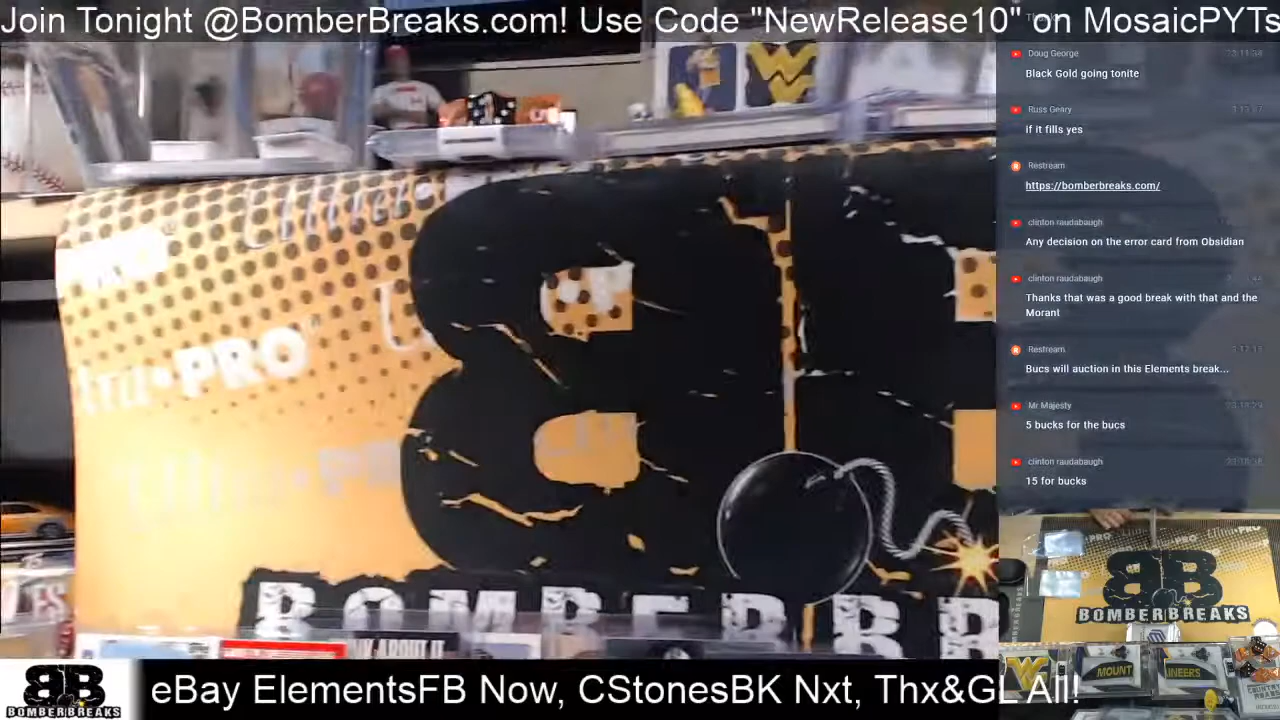 Join Tonight @BomberBreaks.com! Use Code "NewRelease10" on MosaicPYTs
Doug George
Black Gold going tonite
Russ Geary
if it fills yes
Restream
https://bomberbreaks.com/
clinton raudabaugh
Any decision on the error card from Obsidian
clinton raudabaugh
Thanks that was a good break with that and the
Morant
Restream
Bucs will auction in this Elements break...
Mr Majesty
5 bucks for the bucs
clinton raudabaugh
15 for bucks
PRO
BOMBERBREAKS
MOUNT
AINEERS
BB
BOMBERBREAKS
eBay ElementsFB Now, CStonesBK Nxt, Thx&GL All!